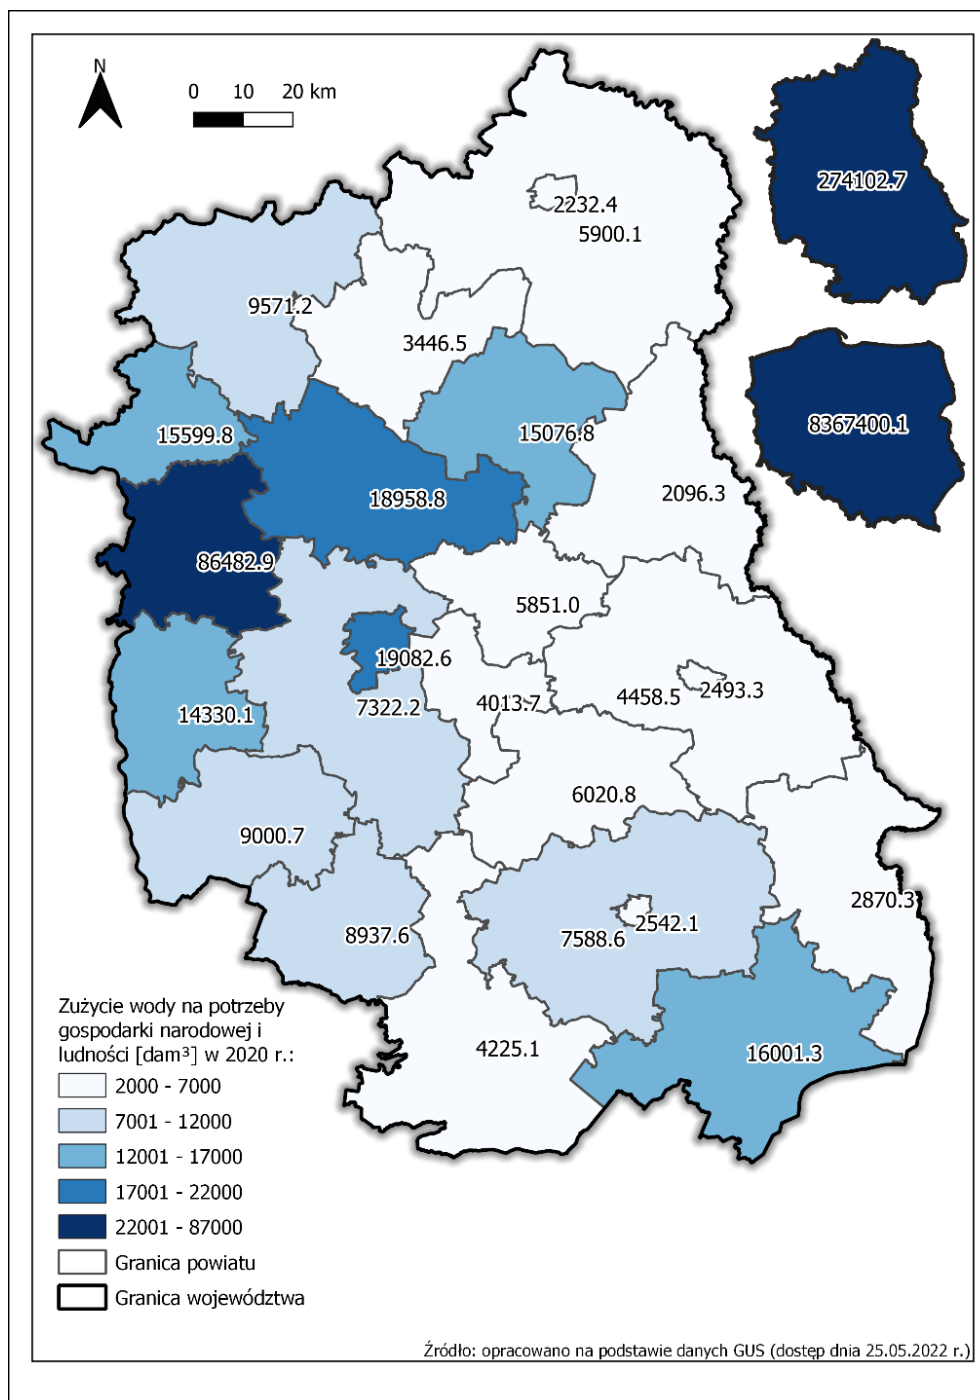 N
0 10 20 km
274102.7
2232.4
5900.1
9571.2
3446.5
8367400.1
15599.8
15076.8
18958.8
2096.3
86482.9
5851.0
19082.6
4458.5
2493.3
14330.1
7322.2
4013.7
6020.8
9000.7
2870.3
8937.6
7588.6
2542.1
Zużycie wody na potrzeby
gospodarki narodowej i
ludności [dam³] w 2020 r.:
4225.1
16001.3
2000 - 7000
7001 - 12000
12001 - 17000
17001 - 22000
22001 - 87000
Granica powiatu
Granica województwa
Źródło: opracowano na podstawie danych GUS (dostęp dnia 25.05.2022 r.)